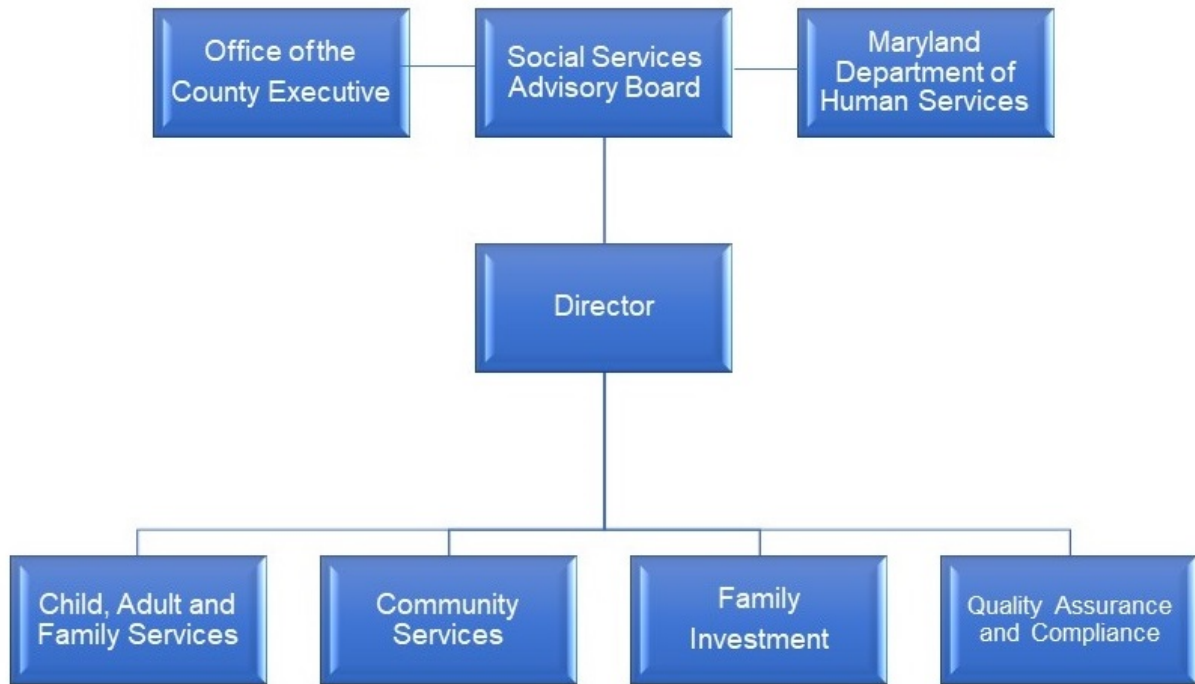 Office of the
County Executive
Social Services
Advisory Board
Maryland
Department of
Human Services
Director
Child, Adult and
Family Services
Community
Services
Family
Investment
Quality Assurance
and Compliance